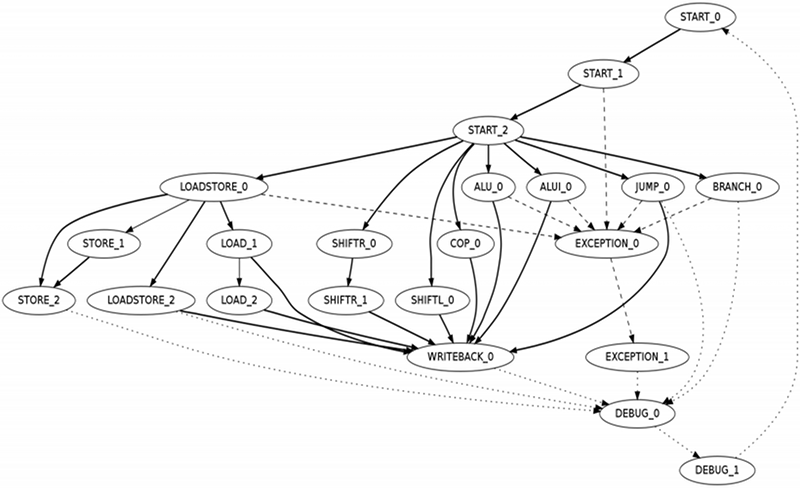 START_0
START_1
START_2
LOADSTORE_0
ALU_0
ALUI_0
JUMP_0
BRANCH_0
STORE_1
LOAD_1
SHIFTR_0
COP_0
EXCEPTION_0
STORE_2
LOADSTORE_2
LOAD_2
SHIFTR_1
SHIFTL_0
WRITEBACK_0
EXCEPTION_1
DEBUG_0
DEBUG_1